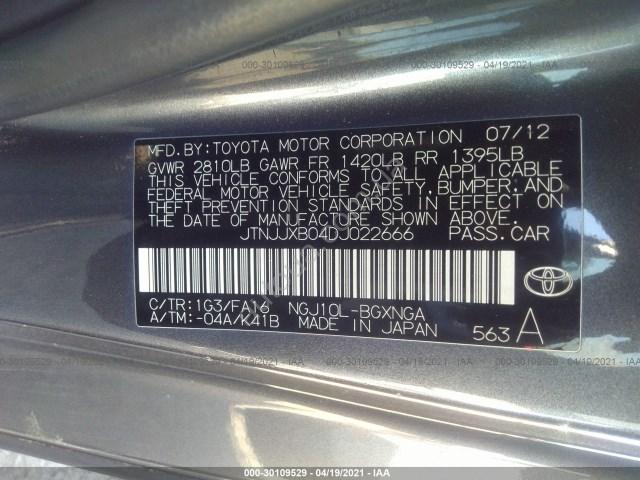 000-30109529 - 04/19/2021 - IAA
MFD.BY:TOYOTA MOTOR CORPORATION 07/12
GVWR 2810LB GAWR FR 1420LB RR 1395LB
THIS VEHICLE CONFORMS TO ALL APPLICABLE
FEDERAL MOTOR VEHICLE SAFETY,BUMPER,AND
THEFT PREVENTION STANDARDS IN EFFECT ON
THE DATE OF MANUFACTURE SHOWN ABOVE.
JTNJJXB04DJ022666 PASS.CAR
C/TR:1G3/FA16 NGJ10L-BGXNGA
A/TM:-04A/K41B MADE IN JAPAN
563 A
000-30109529 - 04/19/2021 - IAA